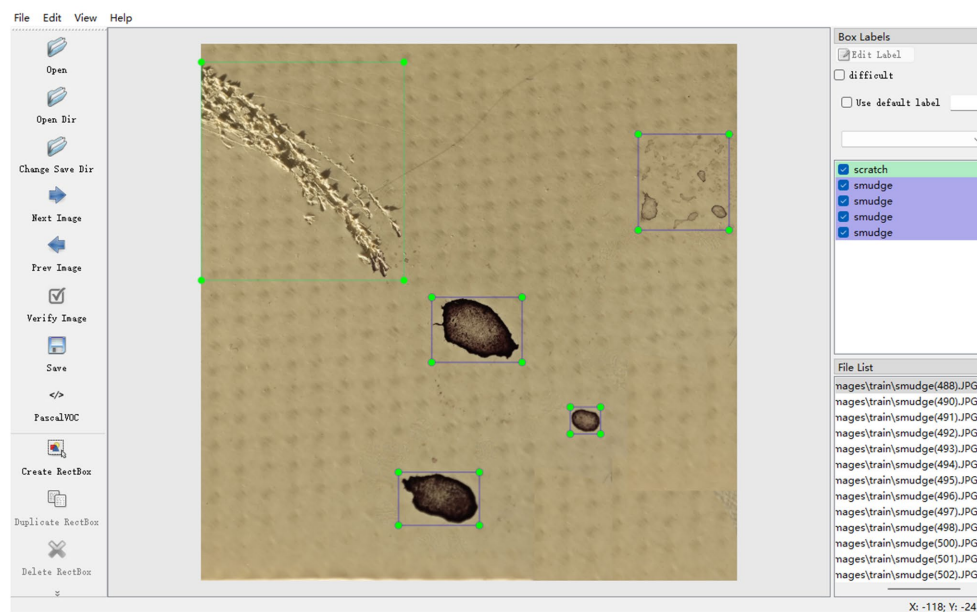 File Edit View Help
Open
Open Dir
Change Save Dir
Next Image
Prev Image
Verify Image
Save
</>
PascalVOC
Create RectBox
Duplicate RectBox
Delete RectBox
Box Labels
Edit Label
difficult
Use default label
scratch
smudge
smudge
smudge
smudge
File List
mages\train\smudge(488).JPG
mages\train\smudge(490).JPG
mages\train\smudge(491).JPG
mages\train\smudge(492).JPG
mages\train\smudge(493).JPG
mages\train\smudge(494).JPG
mages\train\smudge(495).JPG
mages\train\smudge(496).JPG
mages\train\smudge(497).JPG
mages\train\smudge(498).JPG
mages\train\smudge(500).JPG
mages\train\smudge(501).JPG
mages\train\smudge(502).JPG
X: -118; Y: -24